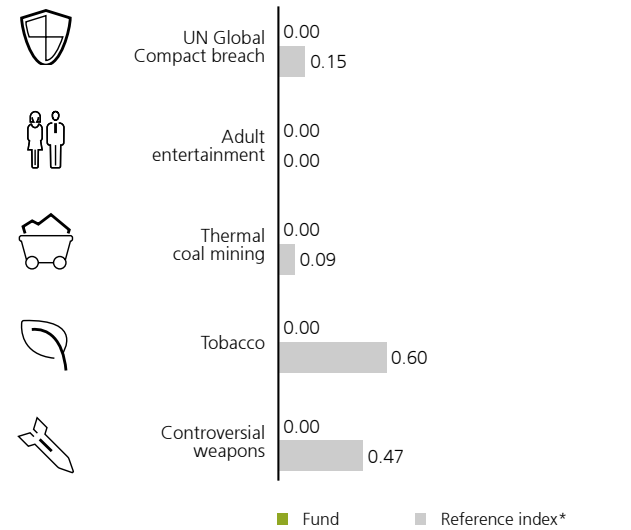 0.00
UN Global
Compact breach
0.15
0.00
Adult
entertainment
0.00
0.00
Thermal
coal mining
0.09
0.00
Tobacco
0.60
0.00
Controversial
weapons
0.47
Fund
Reference index*